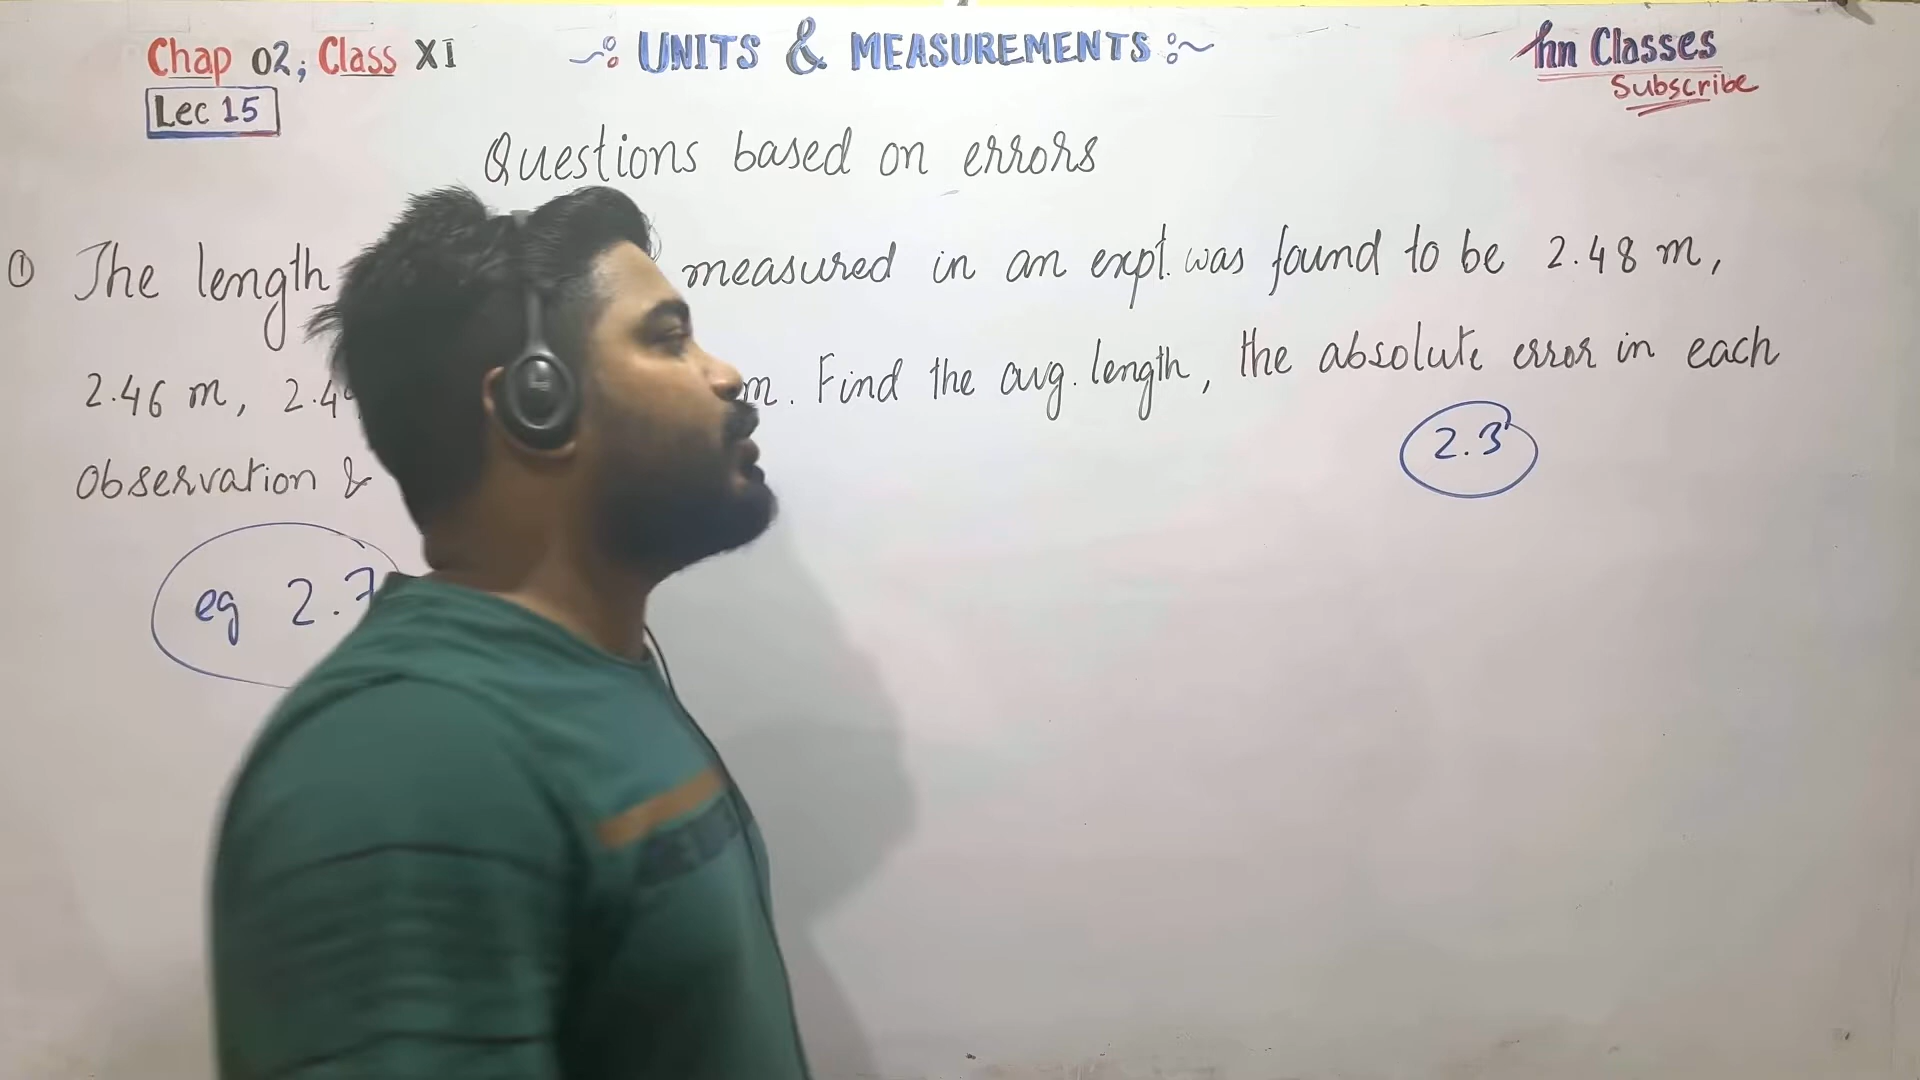 Chap 02; Class XI
UNITS & MEASUREMENTS
hn Classes
Subscribe
Lec 15
Questions based on errors
① The length measured in an expt. was found to be 2.48 m,
2.46 m, 2.4 m. Find the avg. length, the absolute error in each
observation &
2.3
eg 2.7